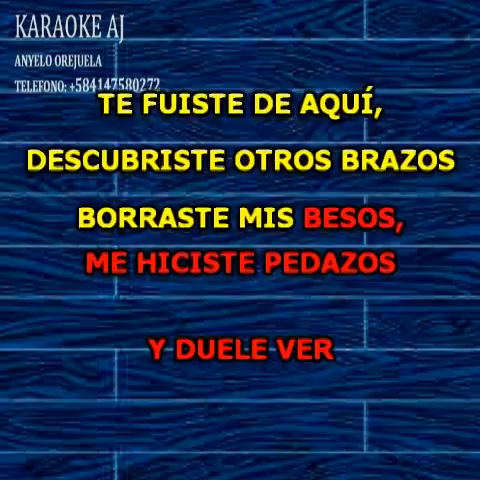 KARAOKE AJ
ANYELO OREJUELA
TELEFONO: +584147580272
TE FUISTE DE AQUÍ,
DESCUBRISTE OTROS BRAZOS
BORRASTE MIS BESOS,
ME HICISTE PEDAZOS
Y DUELE VER